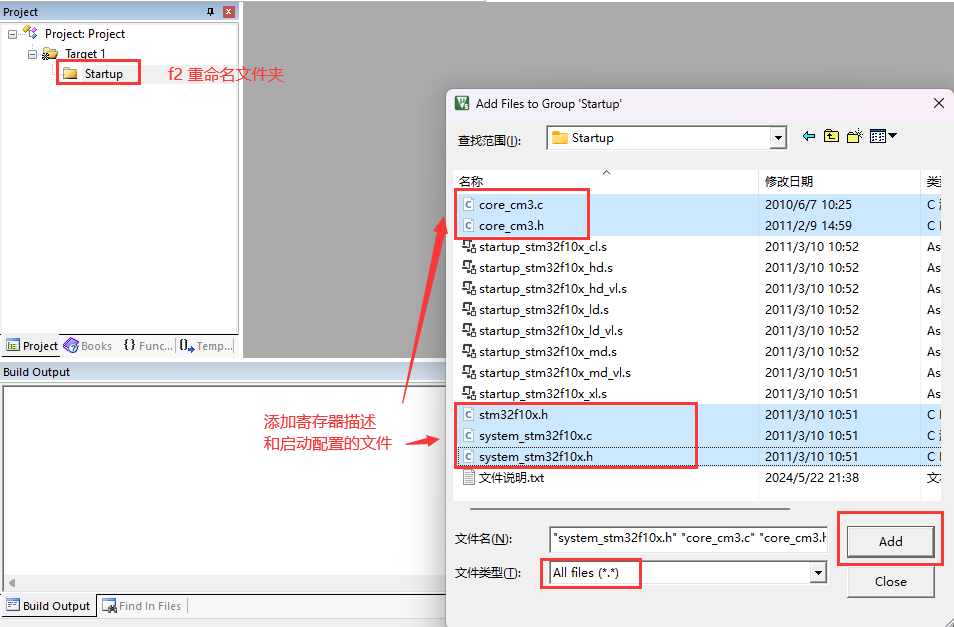 Project
Project: Project
Target 1
Startup
f2 重命名文件夹
Project
Books
Func...
Temp...
Build Output
添加寄存器描述
和启动配置的文件
Build Output
Find In Files
Add Files to Group 'Startup'
查找范围(I):
Startup
名称
修改日期
core_cm3.c
2010/6/7 10:25
C
core_cm3.h
2011/2/9 14:59
C
startup_stm32f10x_cl.s
2011/3/10 10:52
As
startup_stm32f10x_hd.s
2011/3/10 10:52
As
startup_stm32f10x_hd_vl.s
2011/3/10 10:52
As
startup_stm32f10x_ld.s
2011/3/10 10:52
As
startup_stm32f10x_ld_vl.s
2011/3/10 10:52
As
startup_stm32f10x_md.s
2011/3/10 10:52
As
startup_stm32f10x_md_vl.s
2011/3/10 10:51
As
startup_stm32f10x_xl.s
2011/3/10 10:51
As
stm32f10x.h
2011/3/10 10:51
C
system_stm32f10x.c
2011/3/10 10:51
C
system_stm32f10x.h
2011/3/10 10:51
C
文件说明.txt
2024/5/22 21:38
文
文件名(N):
"system_stm32f10x.h" "core_cm3.c" "core_cm3.h
Add
文件类型(T):
All files (*.*)
Close